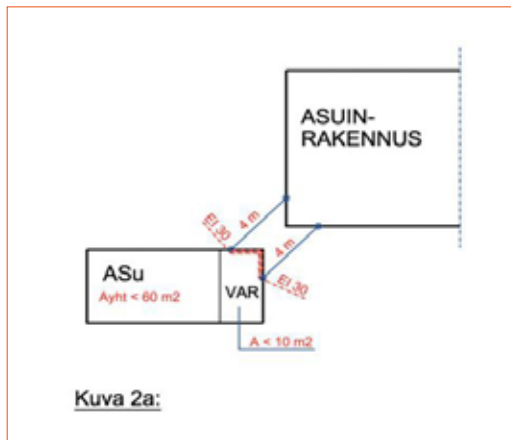 ASUIN-
RAKENNUS
EI 30
4 m
4 m
ASu
Ayht < 60 m2
VAR
EI 30
A < 10 m2
Kuva 2a: